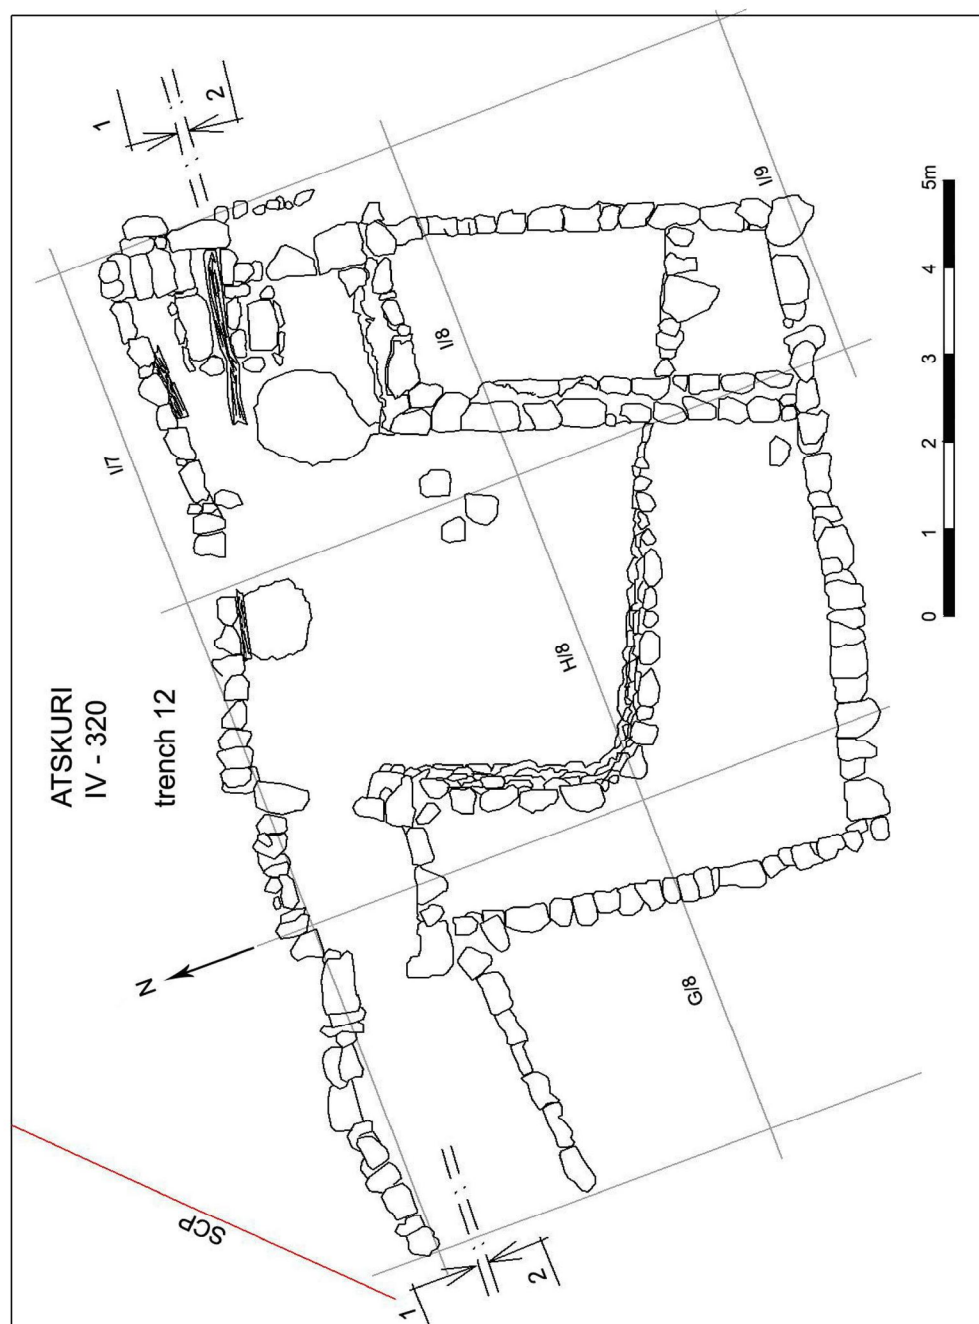 ATSKURI
IV - 320
trench 12
1
2
I/7
I/8
I/9
H/8
G/8
N
SCP
1
2
0 1 2 3 4 5m